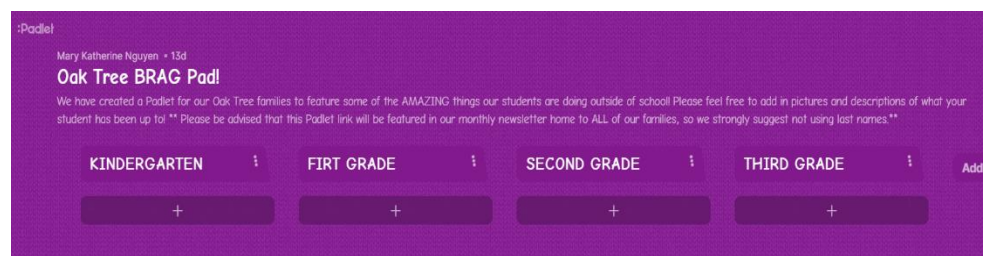 :Padlet
Mary Katherine Nguyen • 13d
Oak Tree BRAG Pad!
We have created a Padlet for our Oak Tree families to feature some of the AMAZING things our students are doing outside of school! Please feel free to add in pictures and descriptions of what your
student has been up to! ** Please be advised that this Padlet link will be featured in our monthly newsletter home to ALL of our families, so we strongly suggest not using last names.**
KINDERGARTEN FIRT GRADE SECOND GRADE THIRD GRADE Add
+ + + +